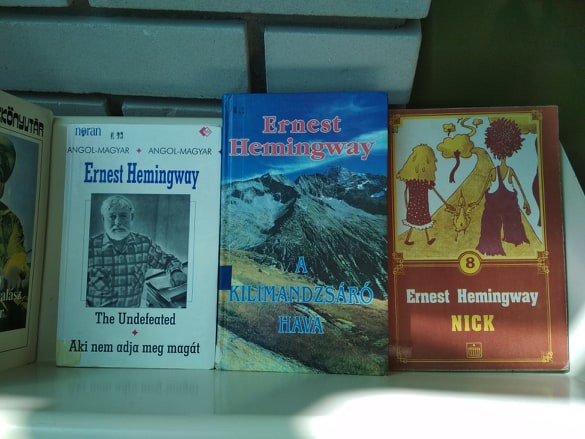 KÖNYVTÁR
noran
ANGOL-MAGYAR • ANGOL-MAGYAR
Ernest Hemingway
The Undefeated
Aki nem adja meg magát
Ernest
Hemingway
A
KILIMANDZSÁRÓ
HAVA
8
Ernest Hemingway
NICK